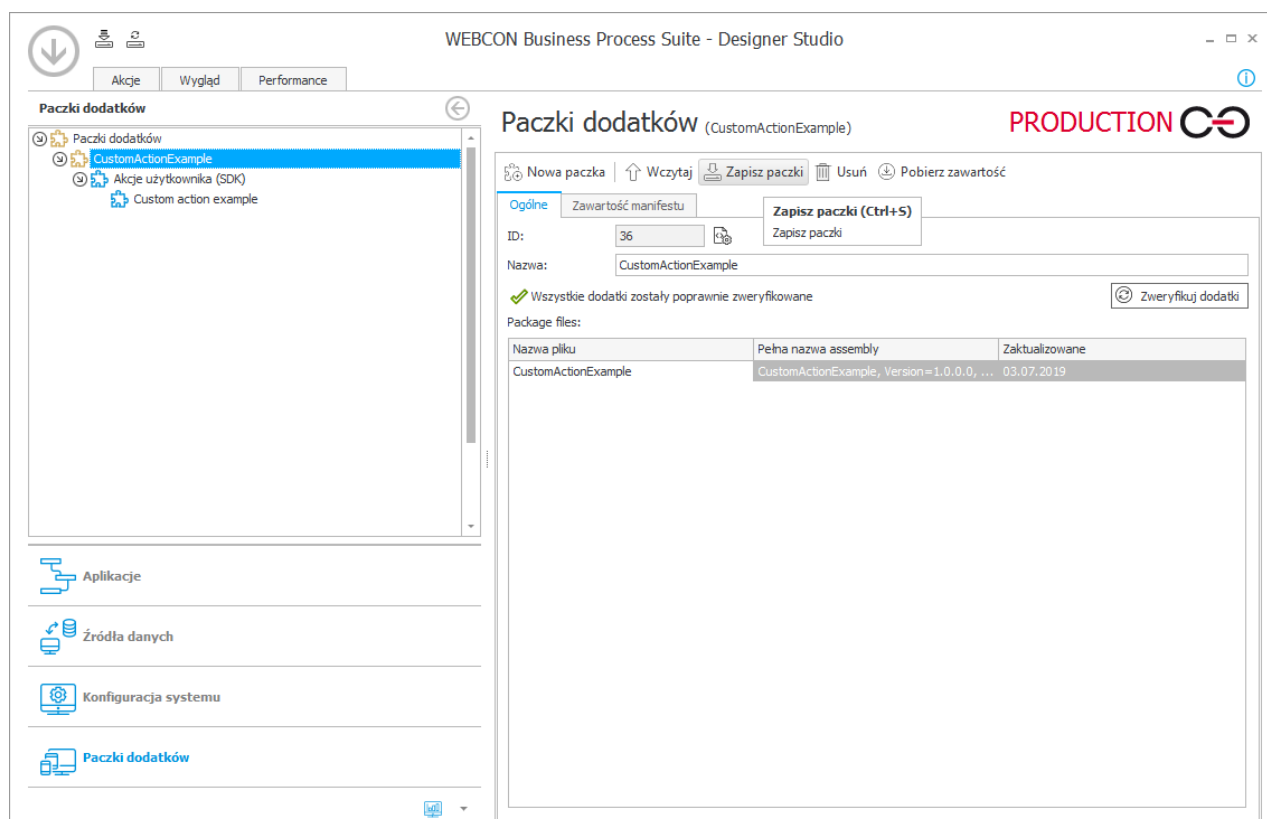 WEBCON Business Process Suite - Designer Studio
Akcje Wygląd Performance
Paczki dodatków
Paczki dodatków
CustomActionExample
Akcje użytkownika (SDK)
Custom action example
Aplikacje
Źródła danych
Konfiguracja systemu
Paczki dodatków
Paczki dodatków (CustomActionExample)
PRODUCTION
Nowa paczka Wczytaj Zapisz paczki Usuń Pobierz zawartość
Ogólne Zawartość manifestu
Zapisz paczki (Ctrl+S)
Zapisz paczki
ID: 36
Nazwa: CustomActionExample
Wszystkie dodatki zostały poprawnie zweryfikowane
Zweryfikuj dodatki
Package files:
Nazwa pliku Pełna nazwa assembly Zaktualizowane
CustomActionExample CustomActionExample, Version=1.0.0.0, ... 03.07.2019